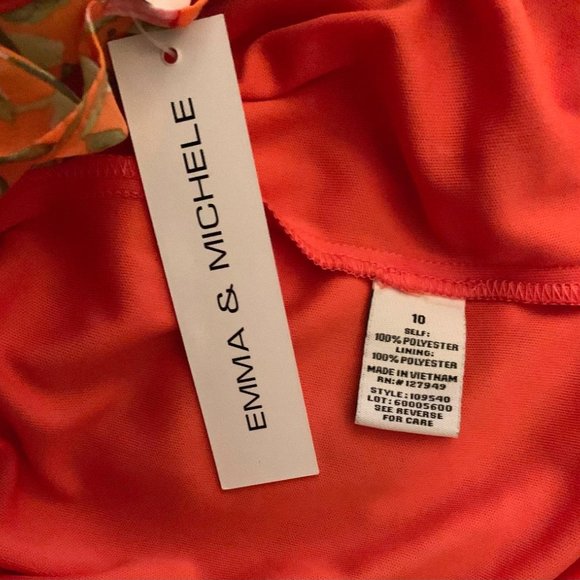 EMMA & MICHELE
10
SELF:
100% POLYESTER
LINING:
100% POLYESTER
MADE IN VIETNAM
RN:# 127949
STYLE: 109540
LOT: 60005600
SEE REVERSE
FOR CARE